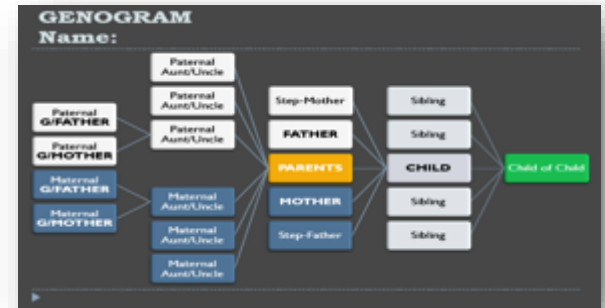 GENOGRAM
Name:
Paternal
Aunt/Uncle
Paternal
Aunt/Uncle
Paternal
Aunt/Uncle
Paternal
G/FATHER
Paternal
G/MOTHER
Maternal
G/FATHER
Maternal
G/MOTHER
Maternal
Aunt/Uncle
Maternal
Aunt/Uncle
Maternal
Aunt/Uncle
Step-Mother
FATHER
PARENTS
MOTHER
Step-Father
Sibling
Sibling
CHILD
Sibling
Sibling
Child of Child